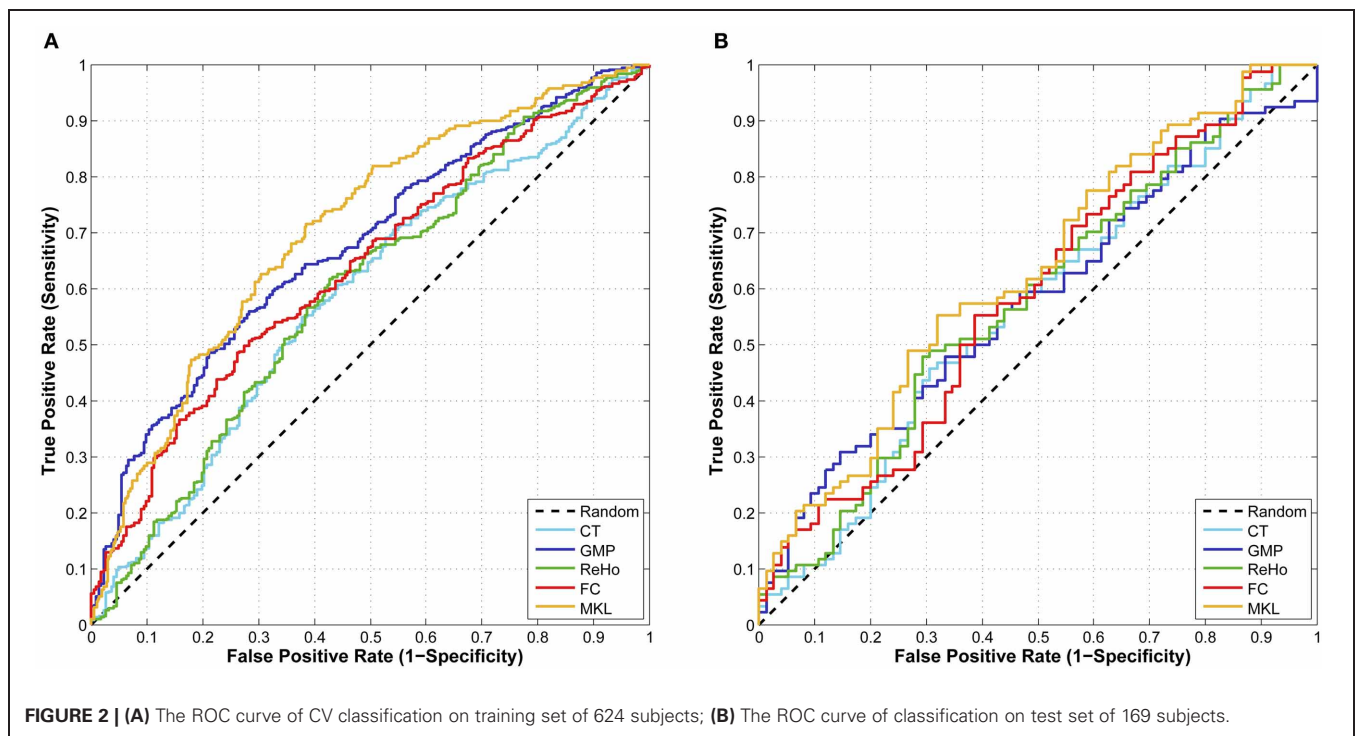 A
True Positive Rate (Sensitivity)
1
0.9
0.8
0.7
0.6
0.5
0.4
0.3
0.2
0.1
0
0 0.1 0.2 0.3 0.4 0.5 0.6 0.7 0.8 0.9 1
False Positive Rate (1−Specificity)
Random
CT
GMP
ReHo
FC
MKL
B
True Positive Rate (Sensitivity)
1
0.9
0.8
0.7
0.6
0.5
0.4
0.3
0.2
0.1
0
0 0.1 0.2 0.3 0.4 0.5 0.6 0.7 0.8 0.9 1
False Positive Rate (1−Specificity)
Random
CT
GMP
ReHo
FC
MKL
FIGURE 2 | (A) The ROC curve of CV classification on training set of 624 subjects; (B) The ROC curve of classification on test set of 169 subjects.